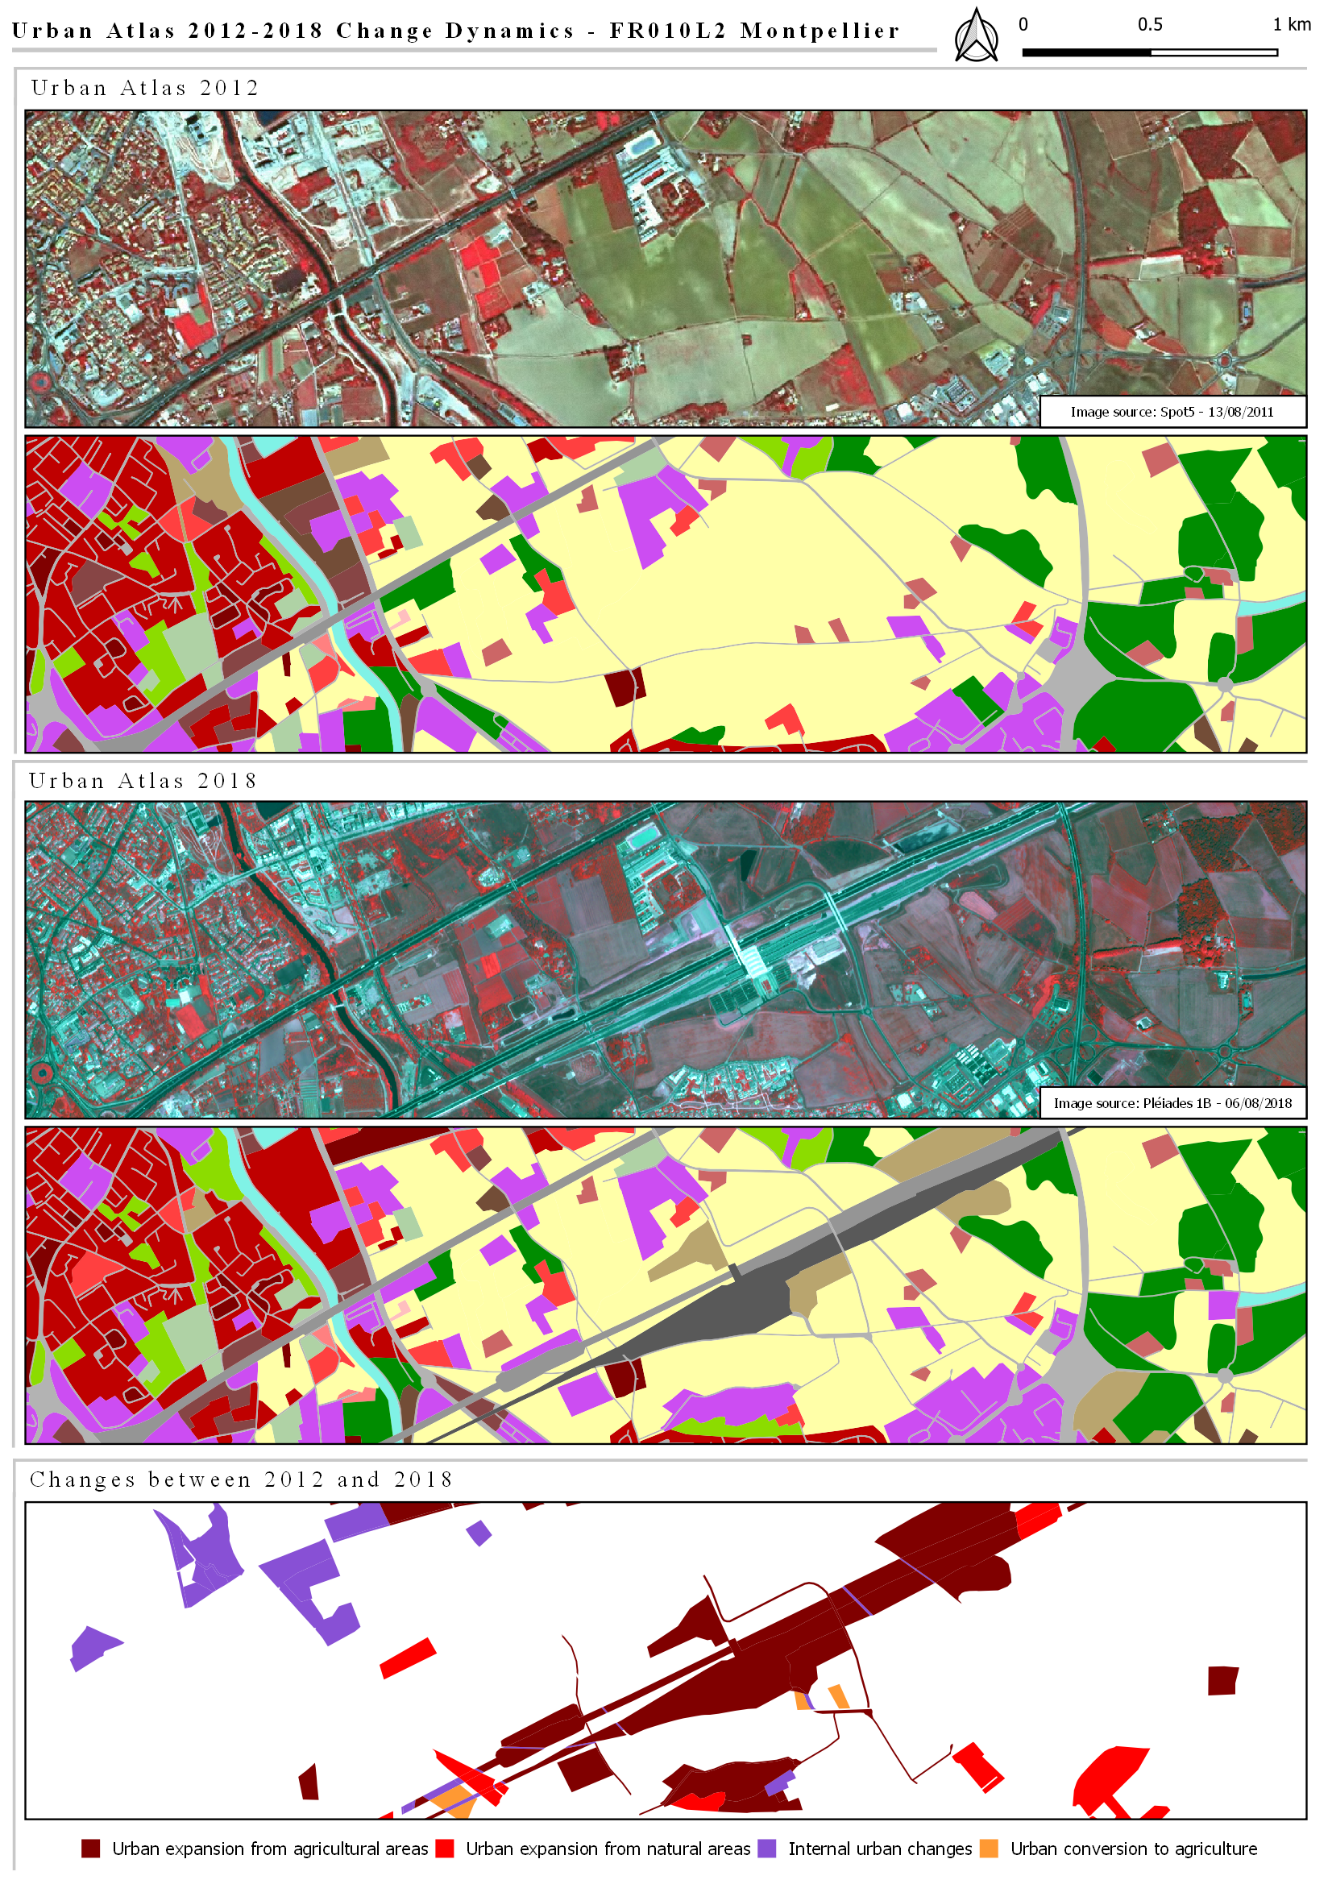 Urban Atlas 2012-2018 Change Dynamics - FR010L2 Montpellier
0 0.5 1 km
Urban Atlas 2012
Image source: Spot5 - 13/08/2011
Urban Atlas 2018
Image source: Pléiades 1B - 06/08/2018
Changes between 2012 and 2018
Urban expansion from agricultural areas Urban expansion from natural areas Internal urban changes Urban conversion to agriculture